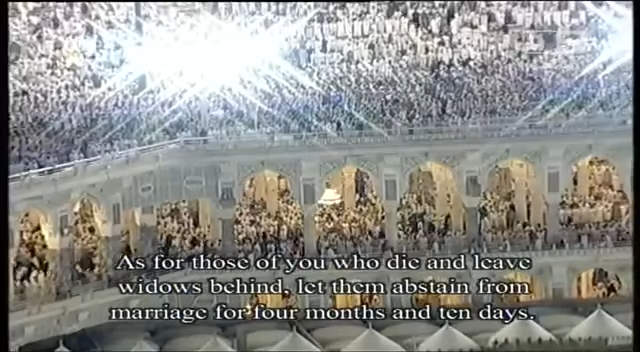 As for those of you who die and leave
widows behind, let them abstain from
marriage for four months and ten days.